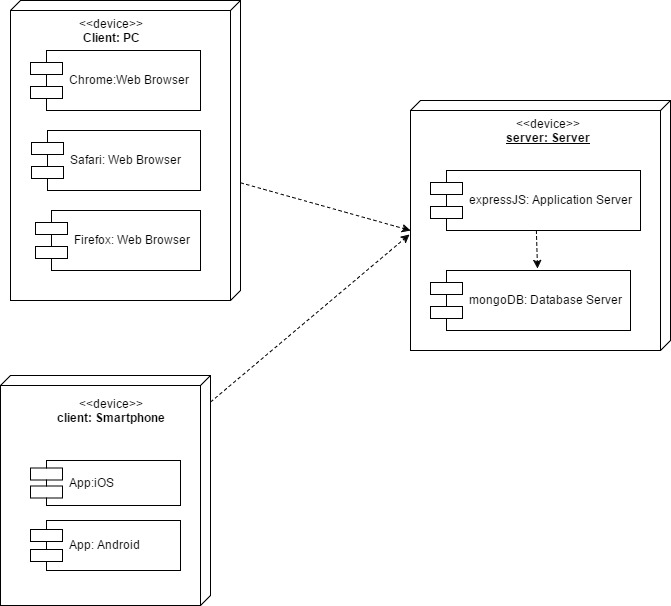 <<device>>
Client: PC
Chrome:Web Browser
Safari: Web Browser
Firefox: Web Browser
<<device>>
server: Server
expressJS: Application Server
mongoDB: Database Server
<<device>>
client: Smartphone
App:iOS
App: Android